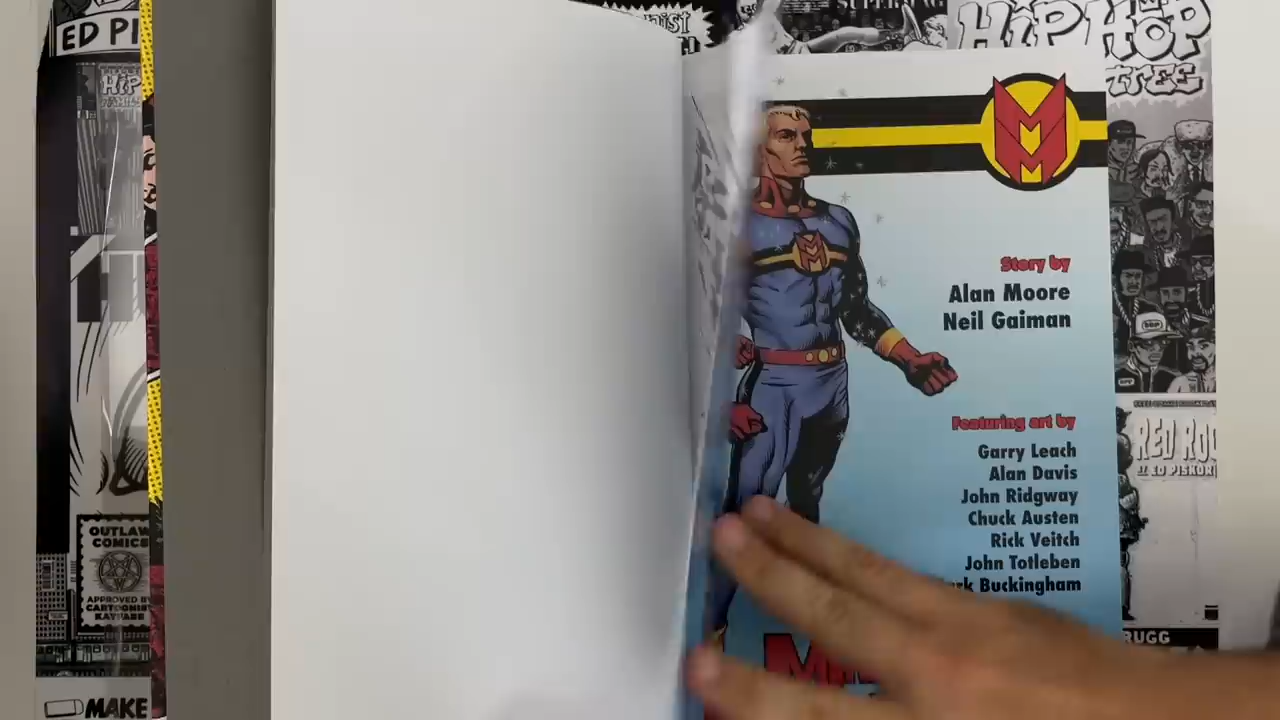 ED PI
HIP HOP
TREE
Story by
Alan Moore
Neil Gaiman
Featuring art by
Garry Leach
Alan Davis
John Ridgway
Chuck Austen
Rick Veitch
John Totleben
rk Buckingham
RED ROO
ED PISKOR
OUTLAW
COMICS
APPROVED BY
CARTOONIST
KAYFABE
RUGG
MAKE